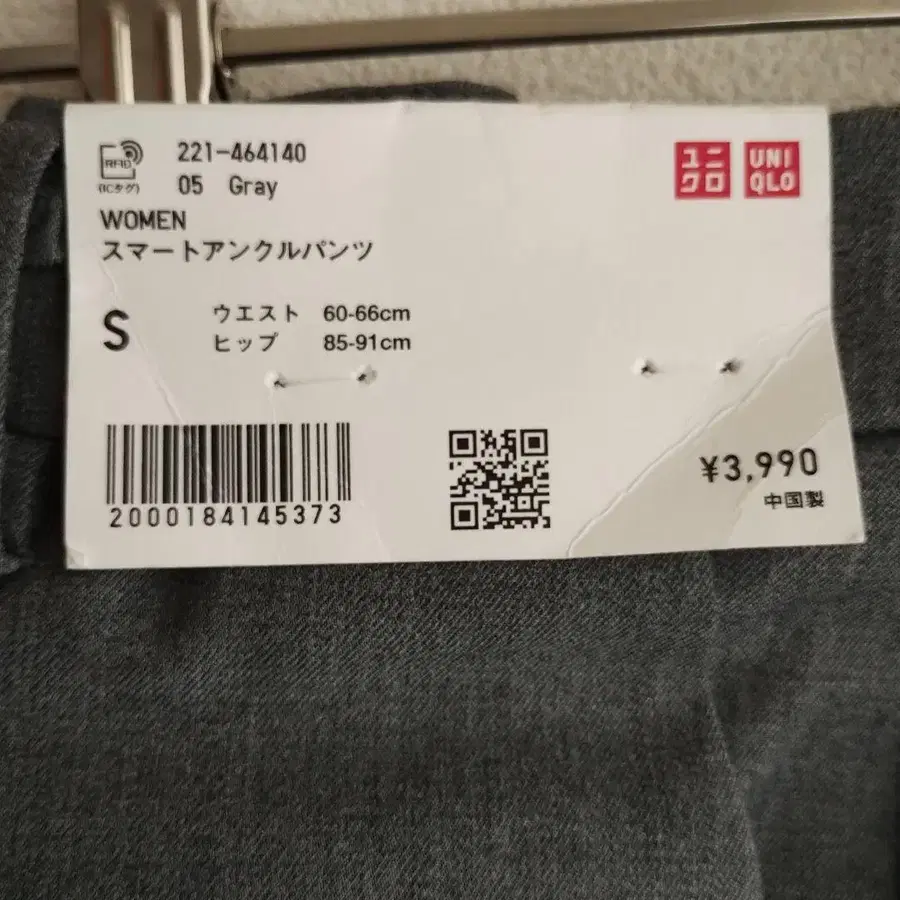 RFID
(ICタグ)
221-464140
05 Gray
ユニ
クロ
UNI
QLO
WOMEN
スマートアンクルパンツ
S
ウエスト 60-66cm
ヒップ 85-91cm
2000184145373
¥3,990
中国製